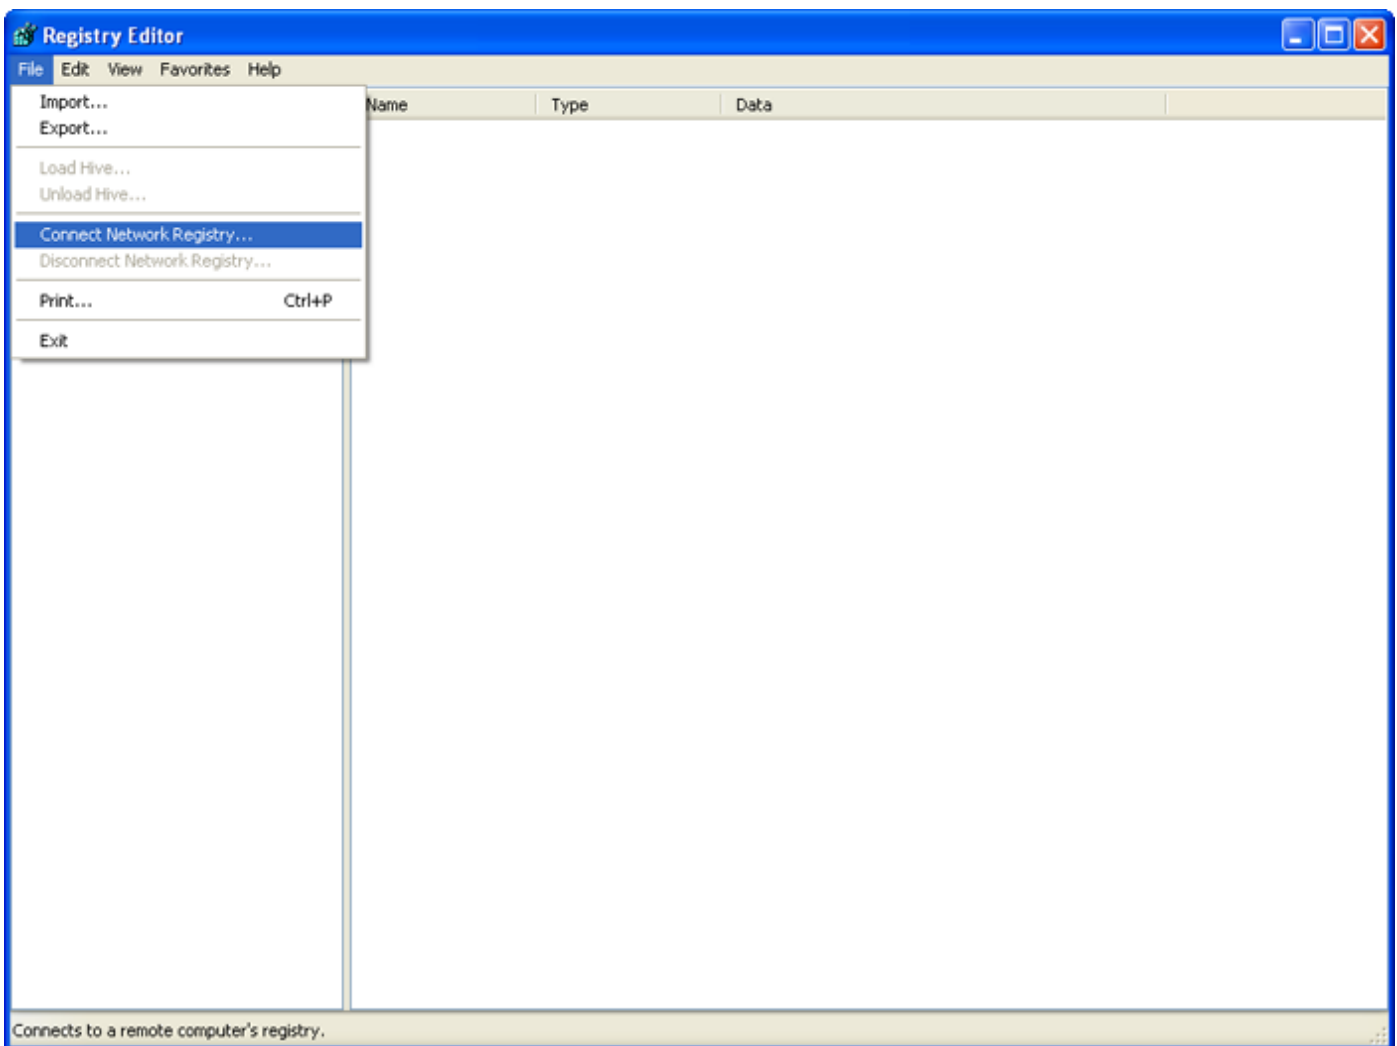 Registry Editor
File Edit View Favorites Help
Import...
Export...
Load Hive...
Unload Hive...
Connect Network Registry...
Disconnect Network Registry...
Print... Ctrl+P
Exit
Name Type Data
Connects to a remote computer's registry.